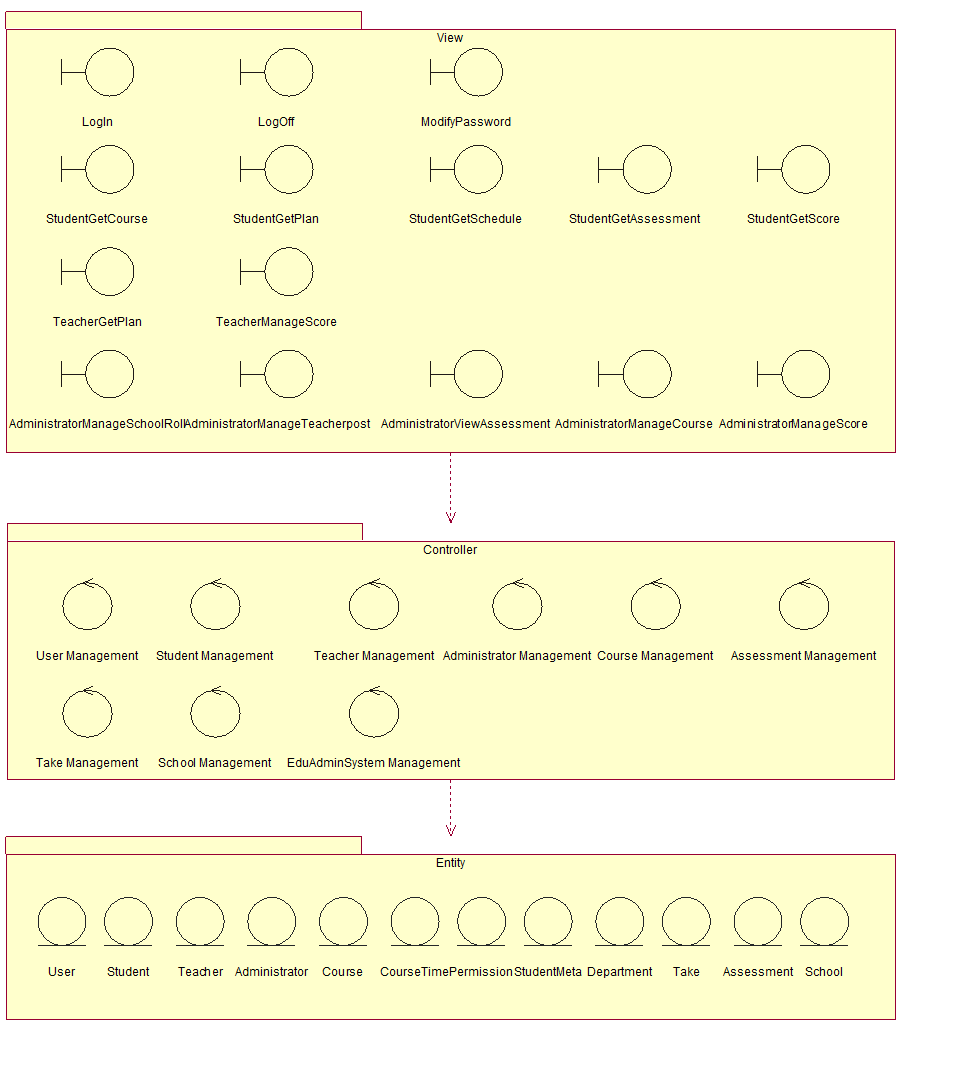 View
LogIn LogOff ModifyPassword
StudentGetCourse StudentGetPlan StudentGetSchedule StudentGetAssessment StudentGetScore
TeacherGetPlan TeacherManageScore
AdministratorManageSchoolRoll AdministratorManageTeacherpost AdministratorViewAssessment AdministratorManageCourse AdministratorManageScore
Controller
User Management Student Management Teacher Management Administrator Management Course Management Assessment Management
Take Management School Management EduAdminSystem Management
Entity
User Student Teacher Administrator Course CourseTime Permission StudentMeta Department Take Assessment School